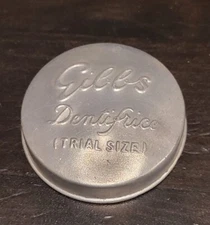 Gibbs
Dentifrice
(TRIAL SIZE)